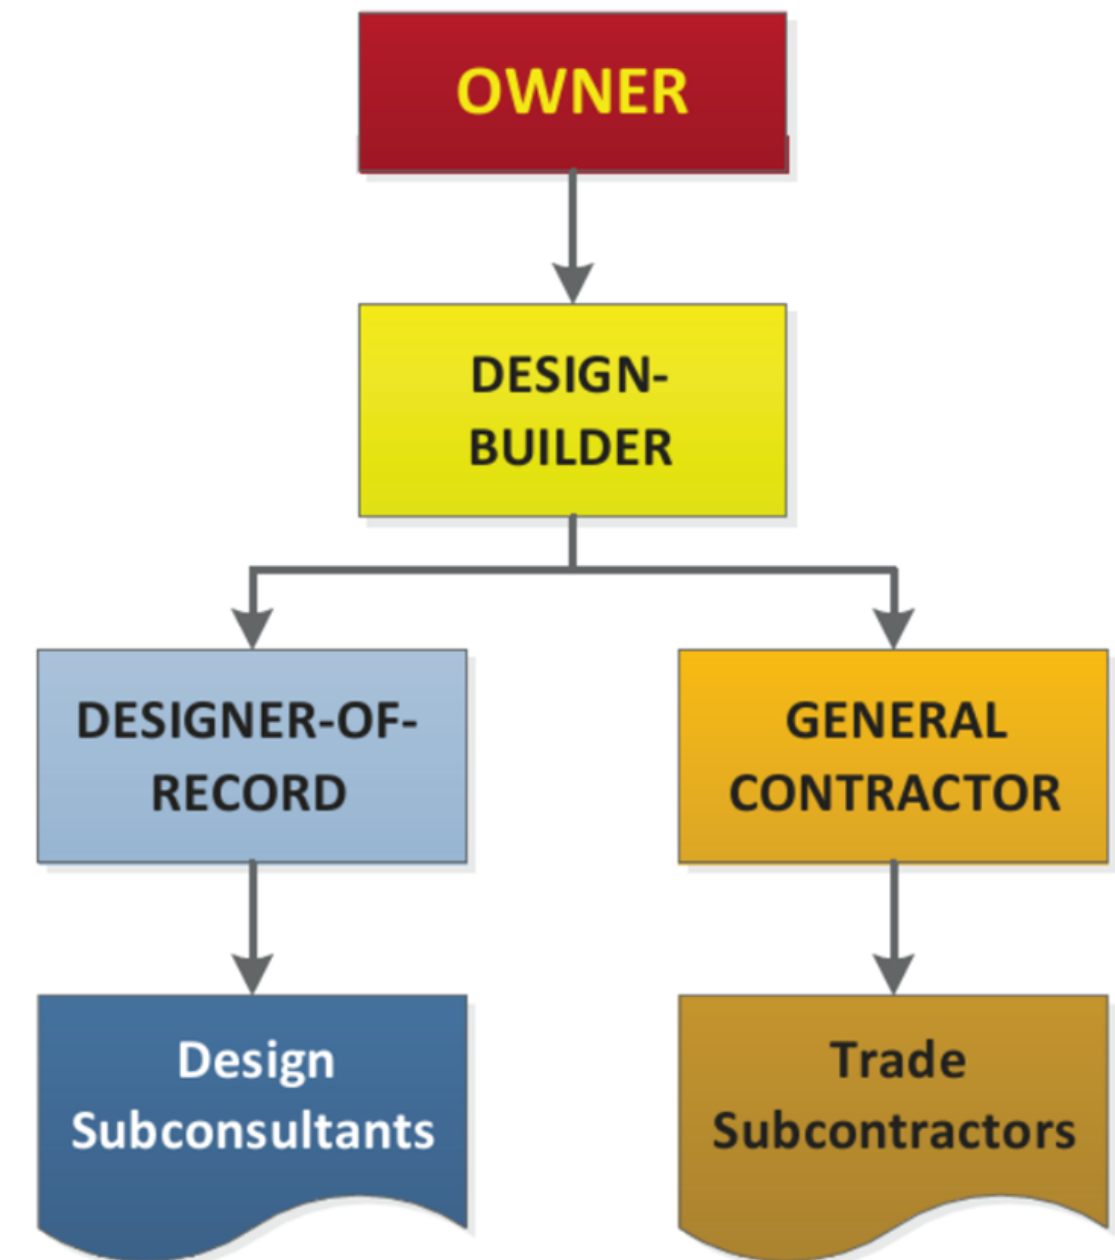 OWNER
DESIGN-
BUILDER
DESIGNER-OF-
RECORD
GENERAL
CONTRACTOR
Design
Subconsultants
Trade
Subcontractors